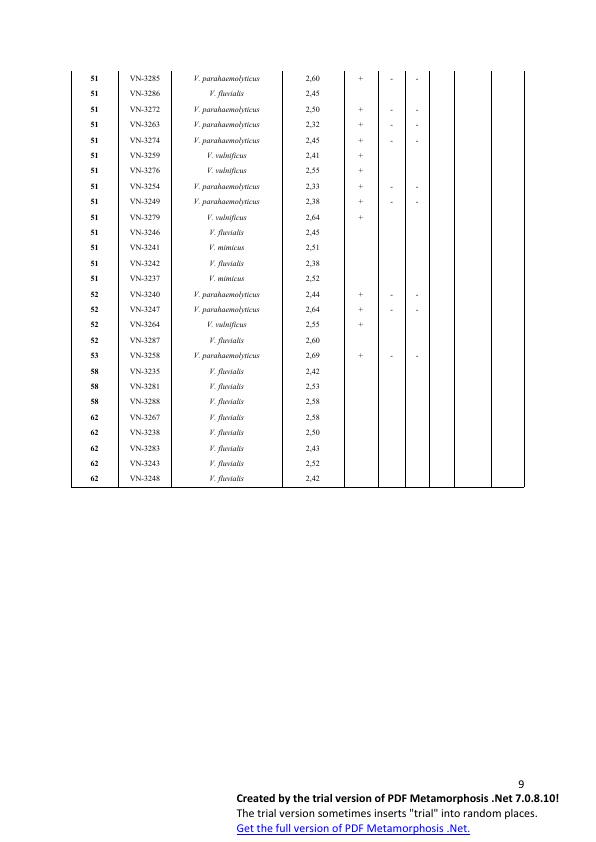 51 VN-3285 V. parahaemolyticus 2,60 + - -
51 VN-3286 V. fluvialis 2,45
51 VN-3272 V. parahaemolyticus 2,50 + - -
51 VN-3263 V. parahaemolyticus 2,32 + - -
51 VN-3274 V. parahaemolyticus 2,45 + - -
51 VN-3259 V. vulnificus 2,41 +
51 VN-3276 V. vulnificus 2,55 +
51 VN-3254 V. parahaemolyticus 2,33 + - -
51 VN-3249 V. parahaemolyticus 2,38 + - -
51 VN-3279 V. vulnificus 2,64 +
51 VN-3246 V. fluvialis 2,45
51 VN-3241 V. mimicus 2,51
51 VN-3242 V. fluvialis 2,38
51 VN-3237 V. mimicus 2,52
52 VN-3240 V. parahaemolyticus 2,44 + - -
52 VN-3247 V. parahaemolyticus 2,64 + - -
52 VN-3264 V. vulnificus 2,55 +
52 VN-3287 V. fluvialis 2,60
53 VN-3258 V. parahaemolyticus 2,69 + - -
58 VN-3235 V. fluvialis 2,42
58 VN-3281 V. fluvialis 2,53
58 VN-3288 V. fluvialis 2,58
62 VN-3267 V. fluvialis 2,58
62 VN-3238 V. fluvialis 2,50
62 VN-3283 V. fluvialis 2,43
62 VN-3243 V. fluvialis 2,52
62 VN-3248 V. fluvialis 2,42
9
Created by the trial version of PDF Metamorphosis .Net 7.0.8.10!
The trial version sometimes inserts "trial" into random places.
Get the full version of PDF Metamorphosis .Net.